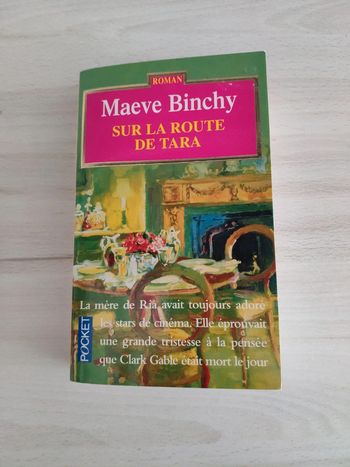 ROMAN
Maeve Binchy
SUR LA ROUTE
DE TARA
La mère de Ria avait toujours adoré
les stars de cinéma. Elle éprouvait
une grande tristesse à la pensée
que Clark Gable était mort le jour
POCKET